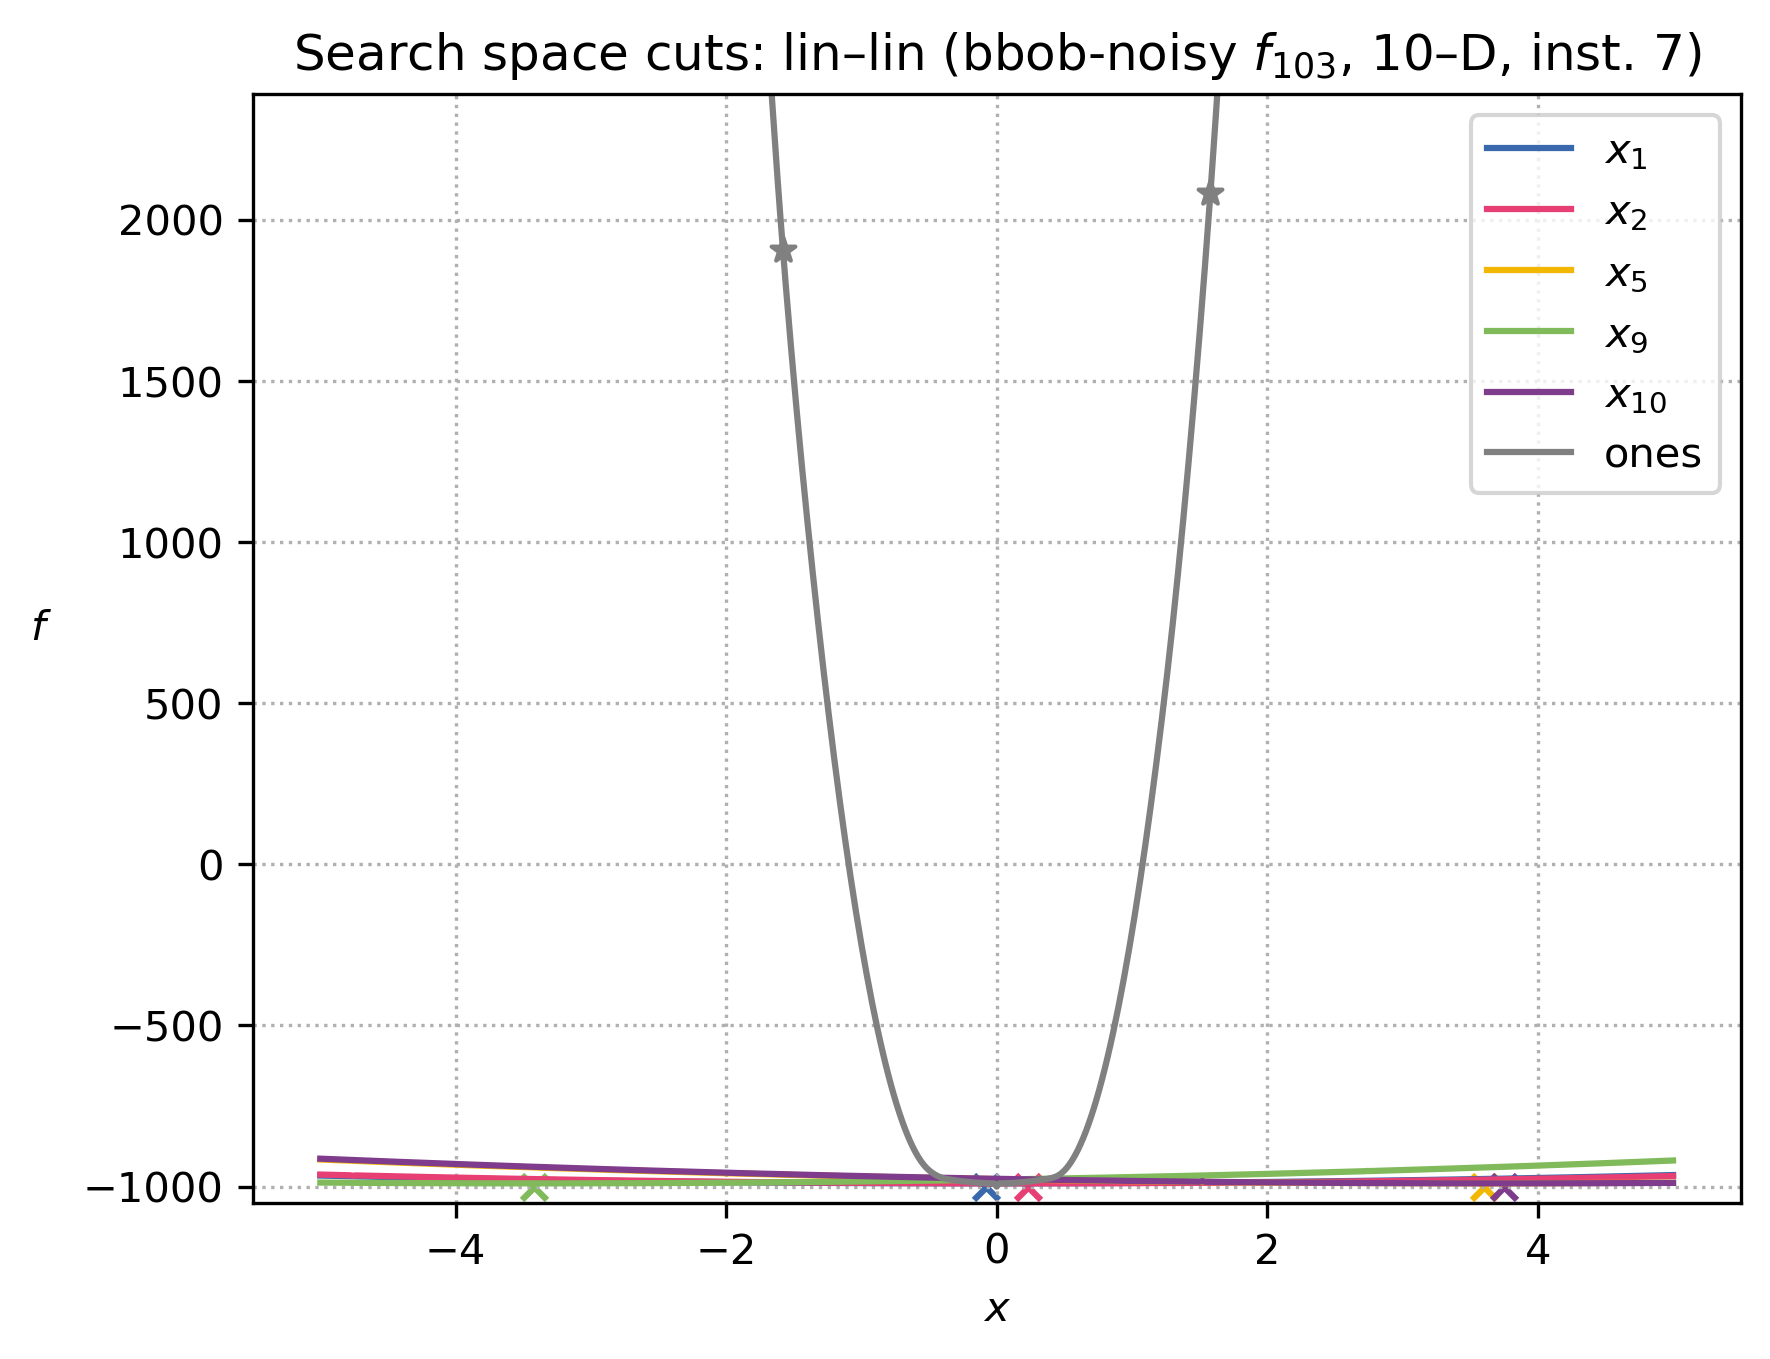 Search space cuts: lin–lin (bbob-noisy f₁₀₃, 10–D, inst. 7)
x₁
x₂
x₅
x₉
x₁₀
ones
2000
1500
1000
500
0
−500
−1000
f
−4
−2
0
2
4
x